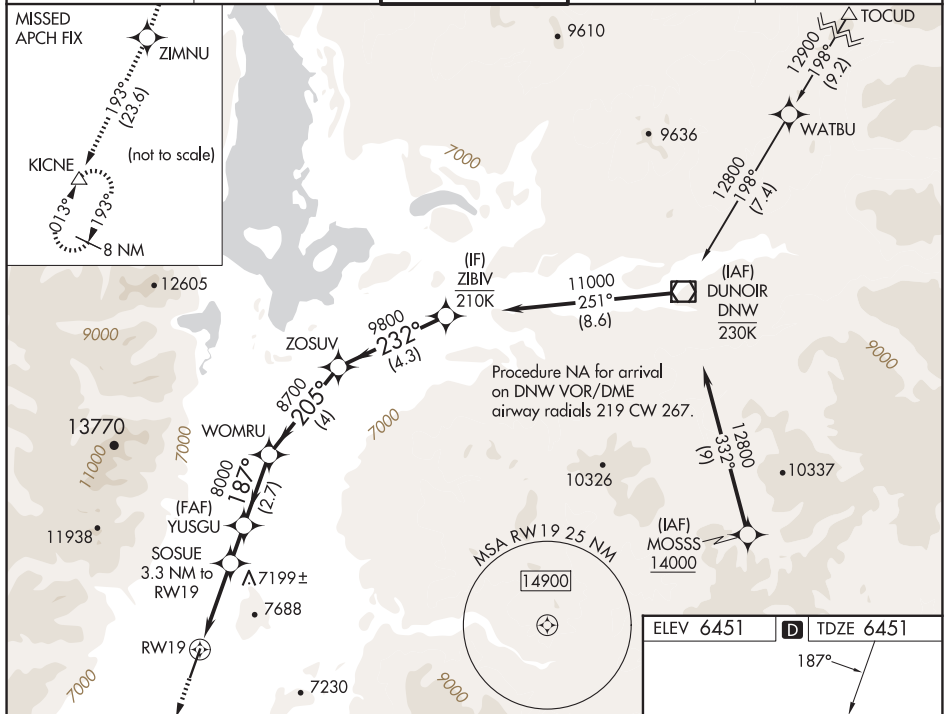 MISSED
APCH FIX
ZIMNU
193°
(23.6)
(not to scale)
KICNE
013°
193°
8 NM
9610
TOCUD
12900
198°
(9.2)
WATBU
9636
7000
12800
198°
(7.4)
(IF)
ZIBIV
210K
11000
251°
(8.6)
(IAF)
DUNOIR
DNW
230K
12605
9000
ZOSUV
9800
232°
(4.3)
9000
Procedure NA for arrival
on DNW VOR/DME
airway radials 219 CW 267.
8700
205°
(4)
7000
13770
11000
7000
WOMRU
8000
187°
(2.7)
12800
332°
(9)
10326
10337
(FAF)
YUSGU
11938
SOSUE
3.3 NM to
RW19
7199±
7688
(IAF)
MOSSS
14000
MSA RW19 25 NM
14900
RW19
7000
7230
9000
ELEV 6451
D
TDZE 6451
187°